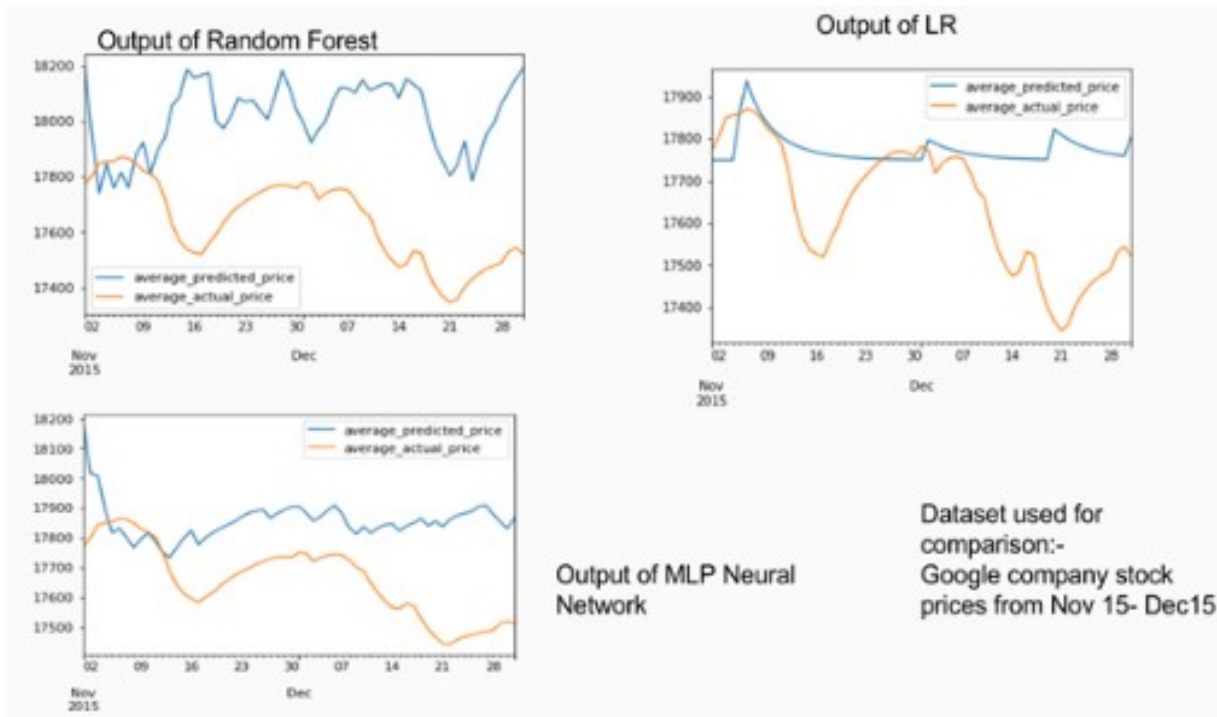 Output of Random Forest
18200
18000
17800
17600
17400
average_predicted_price
average_actual_price
02 09 16 23 30 07 14 21 28
Nov
2015
Dec
Output of LR
17900
17800
17700
17600
17500
17400
average_predicted_price
average_actual_price
02 09 16 23 30 07 14 21 28
Nov
2015
Dec
18200
18100
18000
17900
17800
17700
17600
17500
average_predicted_price
average_actual_price
02 09 16 23 30 07 14 21 28
Nov
2015
Dec
Output of MLP Neural
Network
Dataset used for
comparison:-
Google company stock
prices from Nov 15- Dec15